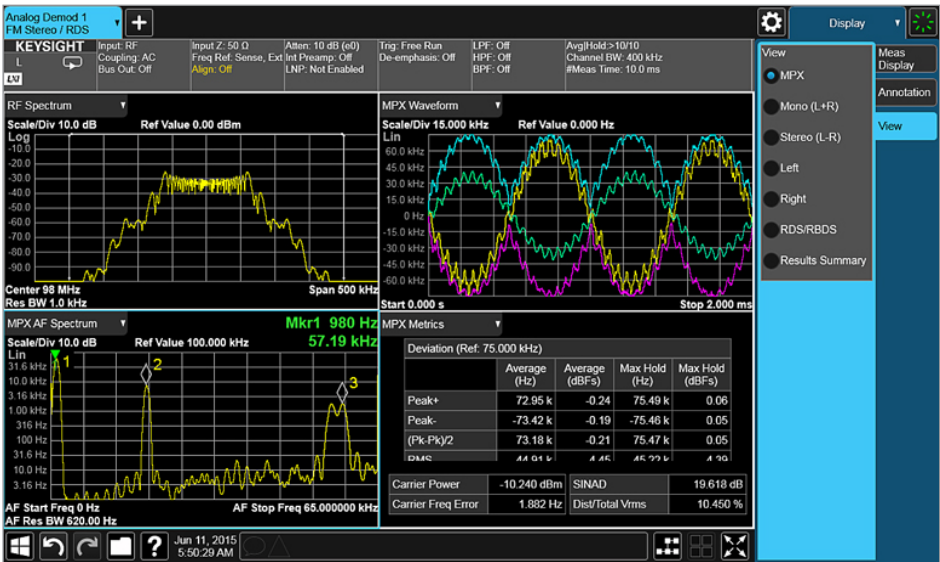 Analog Demod 1
FM Stereo / RDS
Display
KEYSIGHT
L
LXI
Input: RF
Coupling: AC
Bus Out: Off
Input Z: 50 Ω
Freq Ref: Sense, Ext
Align: Off
Atten: 10 dB (e0)
Int Preamp: Off
LNP: Not Enabled
Trig: Free Run
De-emphasis: Off
LPF: Off
HPF: Off
BPF: Off
Avg|Hold:>10/10
Channel BW: 400 kHz
#Meas Time: 10.0 ms
RF Spectrum
Scale/Div 10.0 dB
Ref Value 0.00 dBm
Log
-10.0
-20.0
-30.0
-40.0
-50.0
-60.0
-70.0
-80.0
-90.0
Center 98 MHz
Span 500 kHz
Res BW 1.0 kHz
MPX Waveform
Scale/Div 15.000 kHz
Ref Value 0.000 Hz
Lin
60.0 kHz
45.0 kHz
30.0 kHz
15.0 kHz
0 Hz
-15.0 kHz
-30.0 kHz
-45.0 kHz
-60.0 kHz
Start 0.000 s
Stop 2.000 ms
MPX AF Spectrum
Mkr1 980 Hz
57.19 kHz
Scale/Div 10.0 dB
Ref Value 100.000 kHz
Lin
31.6 kHz
10.0 kHz
3.16 kHz
1.00 kHz
316 Hz
100 Hz
31.6 Hz
10.0 Hz
3.16 Hz
1
2
3
AF Start Freq 0 Hz
AF Stop Freq 65.000000 kHz
AF Res BW 620.00 Hz
MPX Metrics
Deviation (Ref: 75.000 kHz)
Average (Hz) Average (dBFs) Max Hold (Hz) Max Hold (dBFs)
Peak+ 72.95 k -0.24 75.49 k 0.06
Peak- -73.42 k -0.19 -75.46 k 0.05
(Pk-Pk)/2 73.18 k -0.21 75.47 k 0.05
RMS 44.91 k 4.45 45.22 k 4.39
Carrier Power -10.240 dBm SINAD 19.618 dB
Carrier Freq Error 1.882 Hz Dist/Total Vrms 10.450 %
View
MPX
Mono (L+R)
Stereo (L-R)
Left
Right
RDS/RBDS
Results Summary
Meas
Display
Annotation
View
?
Jun 11, 2015
5:50:29 AM